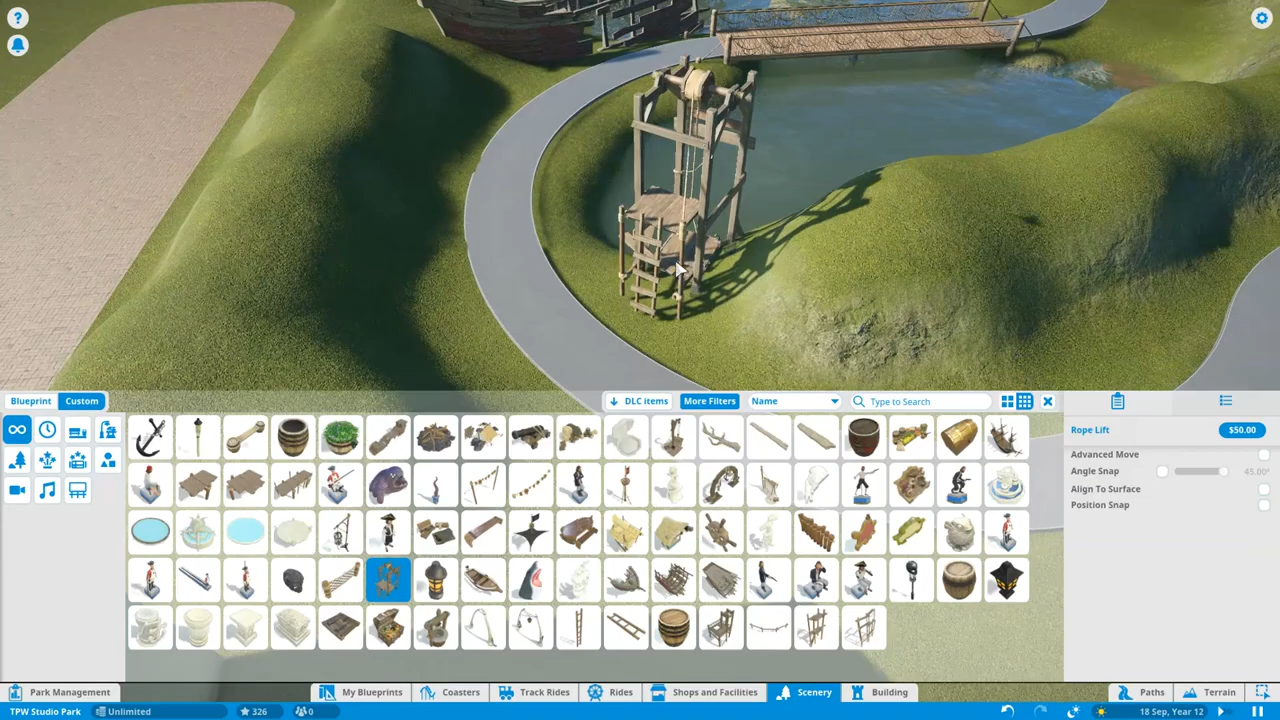 ?
Blueprint Custom DLC items More Filters Name Type to Search
Rope Lift $50.00
Advanced Move
Angle Snap 45.00°
Align To Surface
Position Snap
Park Management My Blueprints Coasters Track Rides Rides Shops and Facilities Scenery Building Paths Terrain
TPW Studio Park Unlimited 326 0 18 Sep, Year 12